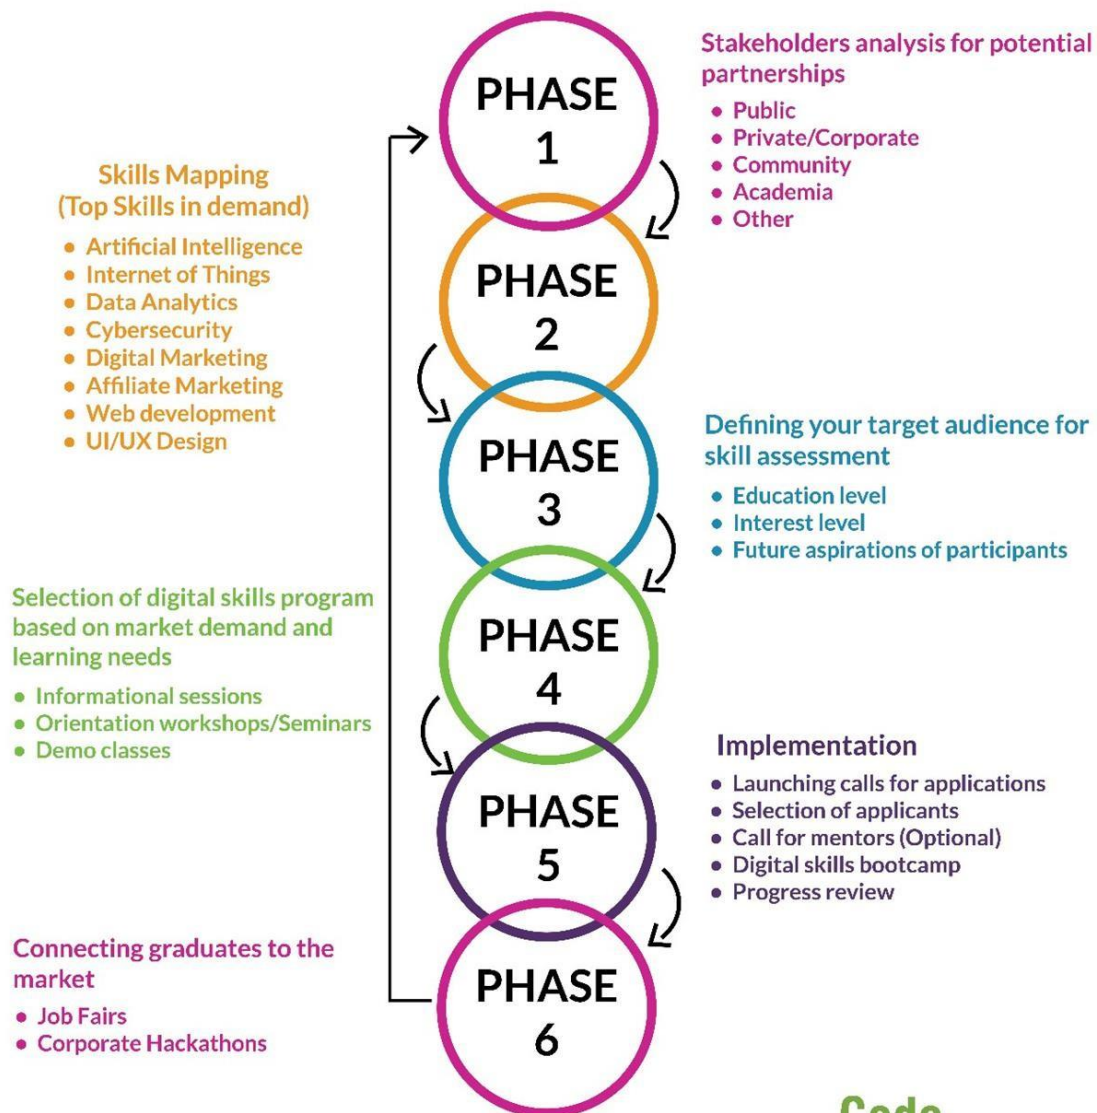 PHASE
1
Stakeholders analysis for potential
partnerships
• Public
• Private/Corporate
• Community
• Academia
• Other
Skills Mapping
(Top Skills in demand)
• Artificial Intelligence
• Internet of Things
• Data Analytics
• Cybersecurity
• Digital Marketing
• Affiliate Marketing
• Web development
• UI/UX Design
PHASE
2
PHASE
3
Defining your target audience for
skill assessment
• Education level
• Interest level
• Future aspirations of participants
Selection of digital skills program
based on market demand and
learning needs
• Informational sessions
• Orientation workshops/Seminars
• Demo classes
PHASE
4
PHASE
5
Implementation
• Launching calls for applications
• Selection of applicants
• Call for mentors (Optional)
• Digital skills bootcamp
• Progress review
Connecting graduates to the
market
• Job Fairs
• Corporate Hackathons
PHASE
6
Code